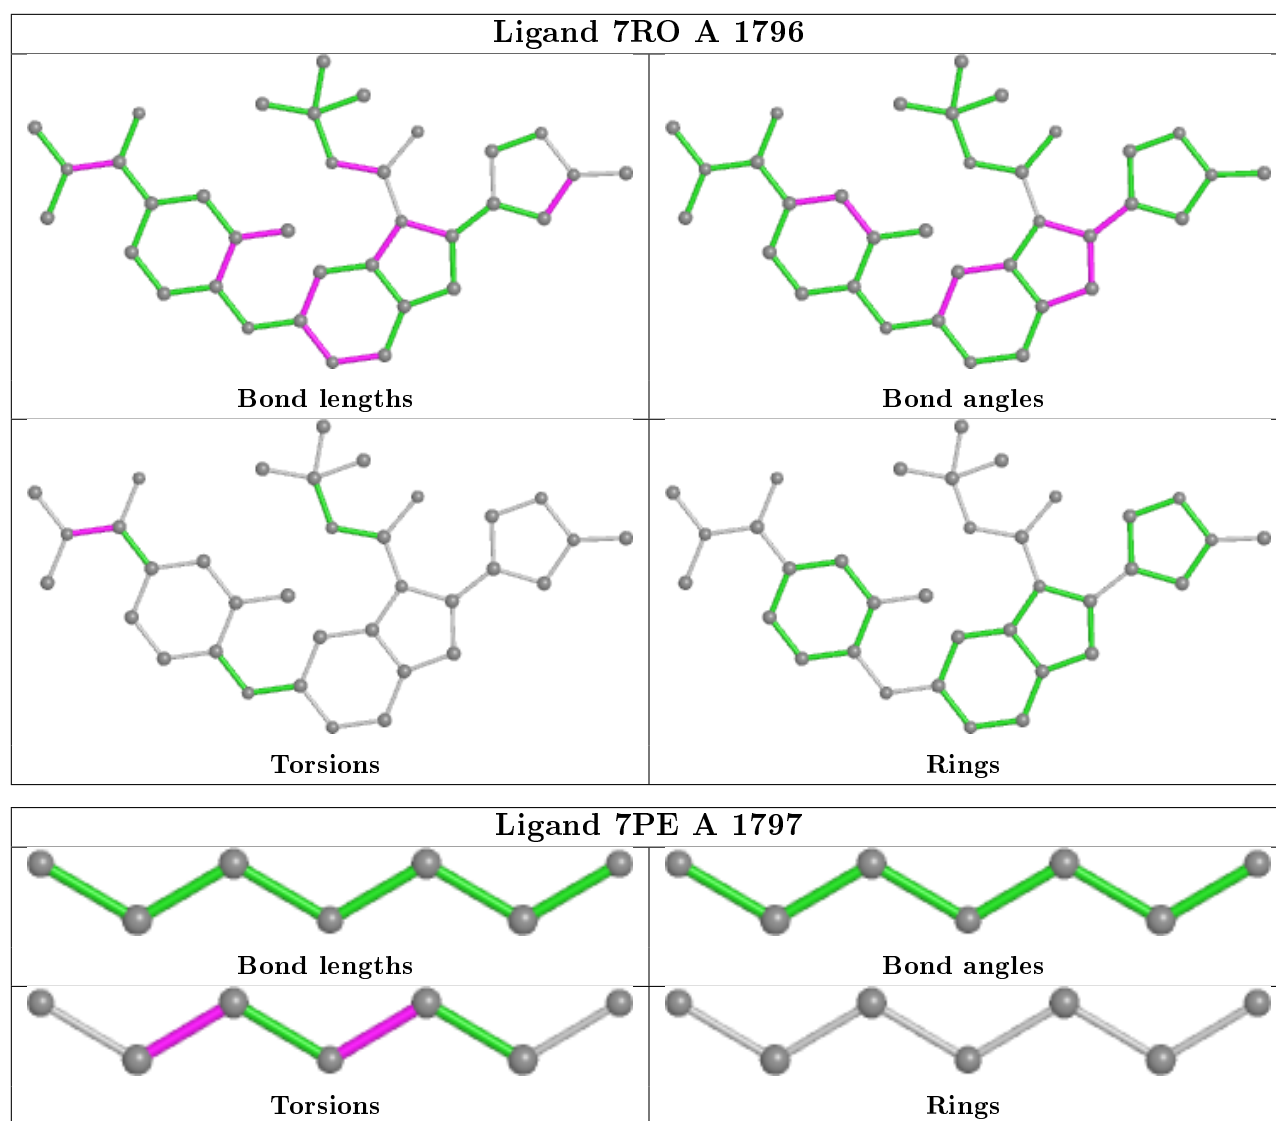 Ligand 7RO A 1796
Bond lengths
Bond angles
Torsions
Rings
Ligand 7PE A 1797
Bond lengths
Bond angles
Torsions
Rings